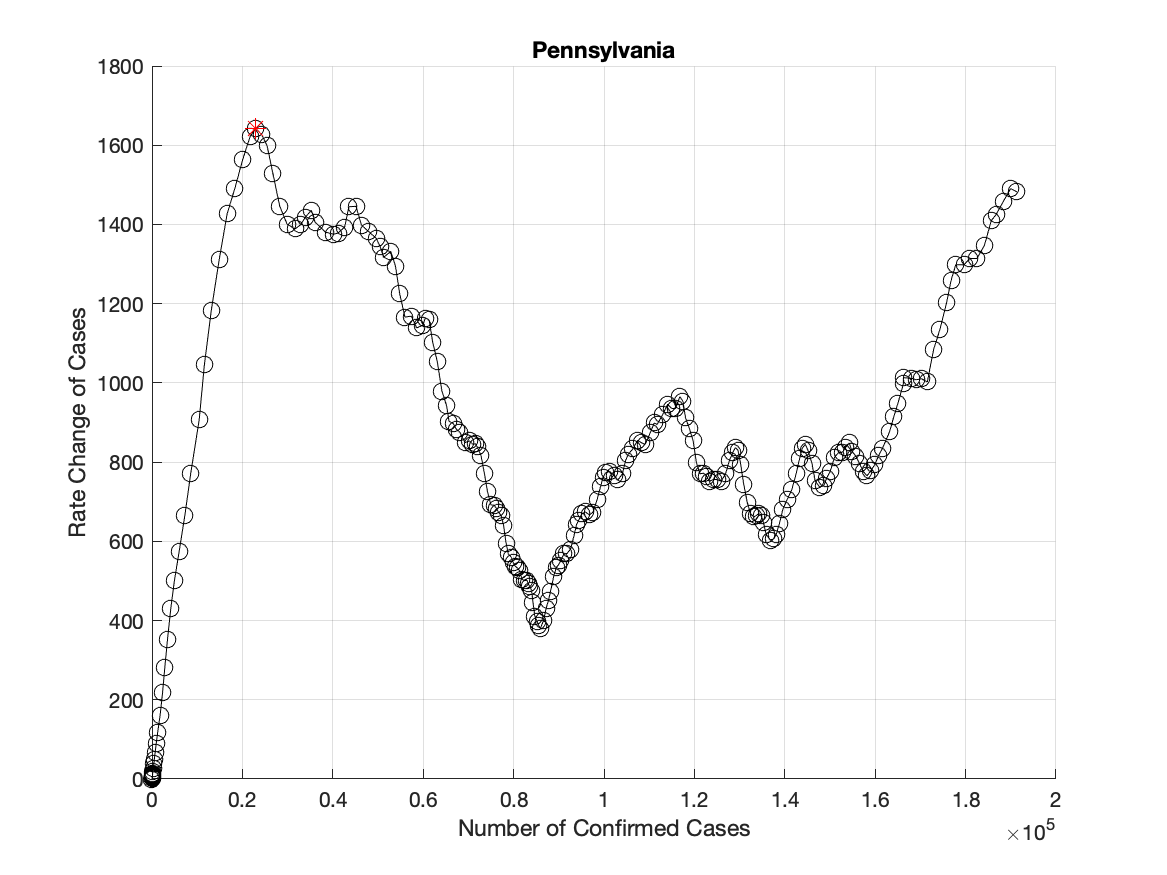 Pennsylvania
1800
1600
1400
1200
1000
800
600
400
200
0
Rate Change of Cases
0 0.2 0.4 0.6 0.8 1 1.2 1.4 1.6 1.8 2
Number of Confirmed Cases
×10⁵